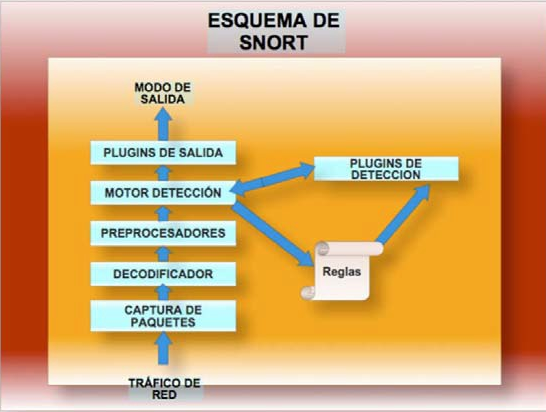 ESQUEMA DE
SNORT
MODO DE
SALIDA
PLUGINS DE SALIDA
PLUGINS DE
DETECCION
MOTOR DETECCIÓN
PREPROCESADORES
Reglas
DECODIFICADOR
CAPTURA DE
PAQUETES
TRÁFICO DE
RED